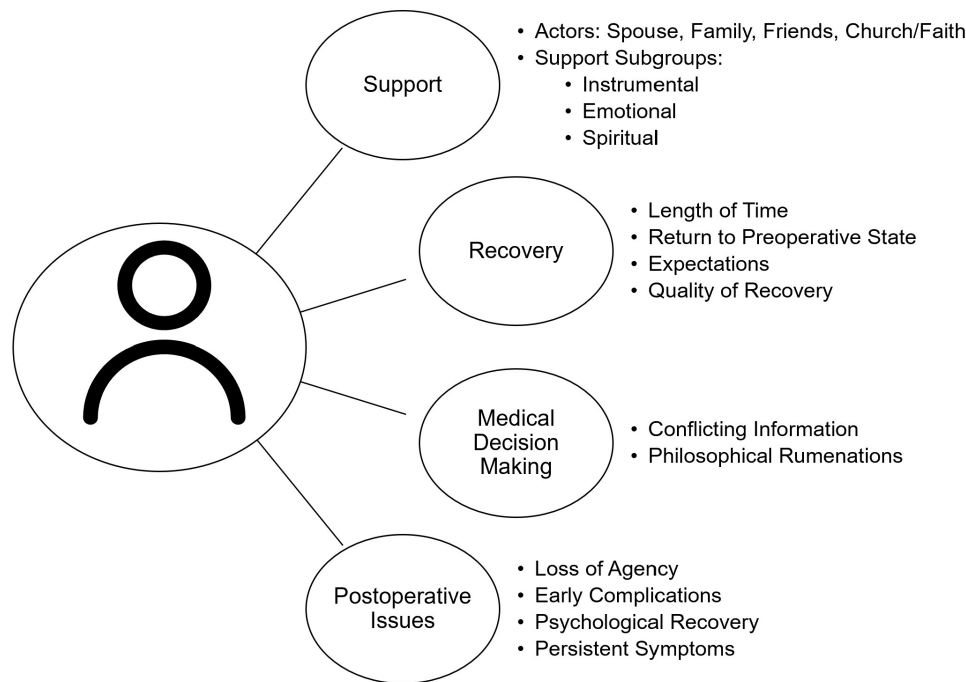 Support
• Actors: Spouse, Family, Friends, Church/Faith
• Support Subgroups:
• Instrumental
• Emotional
• Spiritual
Recovery
• Length of Time
• Return to Preoperative State
• Expectations
• Quality of Recovery
Medical
Decision
Making
• Conflicting Information
• Philosophical Rumenations
Postoperative
Issues
• Loss of Agency
• Early Complications
• Psychological Recovery
• Persistent Symptoms